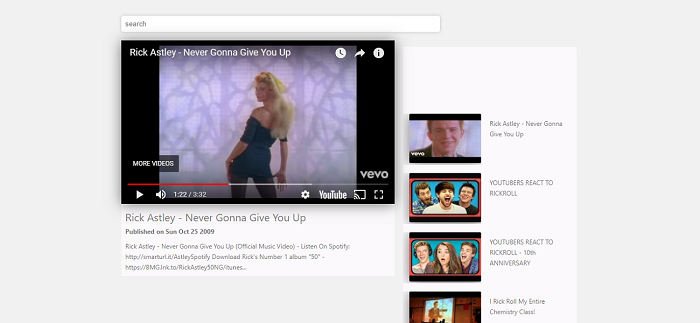 search
Rick Astley - Never Gonna Give You Up
MORE VIDEOS
vevo
1:22 / 3:32
YouTube
Rick Astley - Never Gonna Give You Up
Published on Sun Oct 25 2009
Rick Astley - Never Gonna Give You Up (Official Music Video) - Listen On Spotify:
http://smarturl.it/AstleySpotify Download Rick's Number 1 album "50" -
https://BMG.lnk.to/RickAstley50NG/itunes...
vevo
Rick Astley - Never Gonna
Give You Up
YOUTUBERS REACT TO
RICKROLL
YOUTUBERS REACT TO
RICKROLL - 10th
ANNIVERSARY
I Rick Roll My Entire
Chemistry Class!